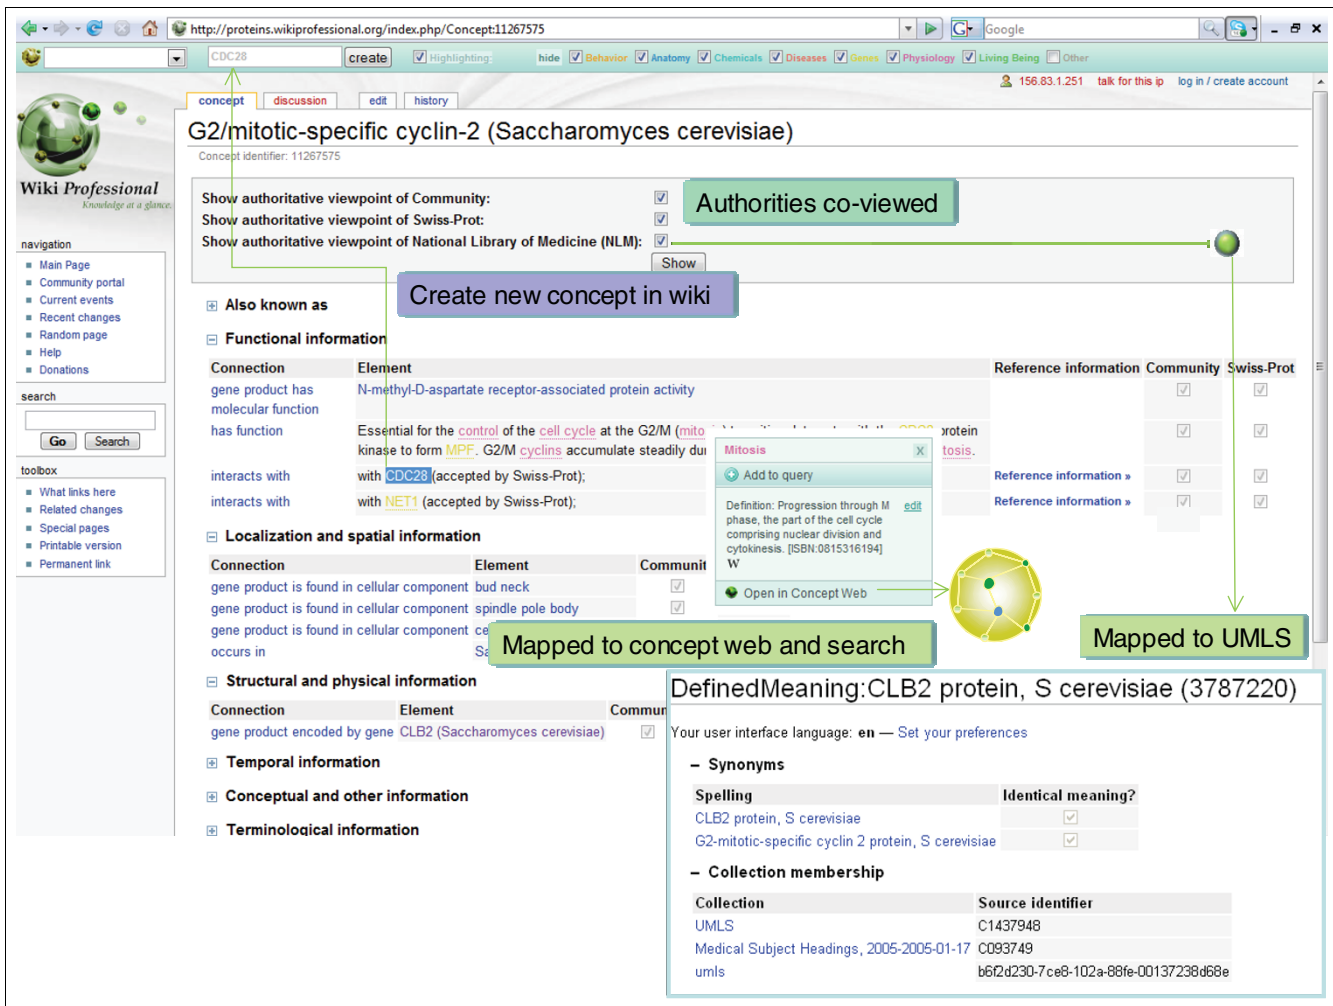 http://proteins.wikiprofessional.org/index.php/Concept:11267575
Google
CDC28 create Highlighting: hide Behavior Anatomy Chemicals Diseases Genes Physiology Living Being Other
156.83.1.251 talk for this ip log in / create account
concept discussion edit history
G2/mitotic-specific cyclin-2 (Saccharomyces cerevisiae)
Concept identifier: 11267575
Wiki Professional
Knowledge at a glance.
Show authoritative viewpoint of Community:
Show authoritative viewpoint of Swiss-Prot:
Show authoritative viewpoint of National Library of Medicine (NLM):
Show
Authorities co-viewed
Create new concept in wiki
navigation
Main Page
Community portal
Current events
Recent changes
Random page
Help
Donations
search
Go Search
toolbox
What links here
Related changes
Special pages
Printable version
Permanent link
Also known as
Functional information
Connection Element Reference information Community Swiss-Prot
gene product has N-methyl-D-aspartate receptor-associated protein activity
molecular function
has function Essential for the control of the cell cycle at the G2/M (mito protein
kinase to form MPF. G2/M cyclins accumulate steadily du tosis.
interacts with with CDC28 (accepted by Swiss-Prot); Reference information »
interacts with with NET1 (accepted by Swiss-Prot); Reference information »
Mitosis X
Add to query
Definition: Progression through M edit
phase, the part of the cell cycle
comprising nuclear division and
cytokinesis. [ISBN:0815316194]
W
Open in Concept Web
Localization and spatial information
Connection Element Communit
gene product is found in cellular component bud neck
gene product is found in cellular component spindle pole body
gene product is found in cellular component ce
occurs in Sa
Mapped to concept web and search
Mapped to UMLS
Structural and physical information
Connection Element Commun
gene product encoded by gene CLB2 (Saccharomyces cerevisiae)
Temporal information
Conceptual and other information
Terminological information
DefinedMeaning:CLB2 protein, S cerevisiae (3787220)
Your user interface language: en — Set your preferences
– Synonyms
Spelling Identical meaning?
CLB2 protein, S cerevisiae
G2-mitotic-specific cyclin 2 protein, S cerevisiae
– Collection membership
Collection Source identifier
UMLS C1437948
Medical Subject Headings, 2005-2005-01-17 C093749
umls b6f2d230-7ce8-102a-88fe-00137238d68e